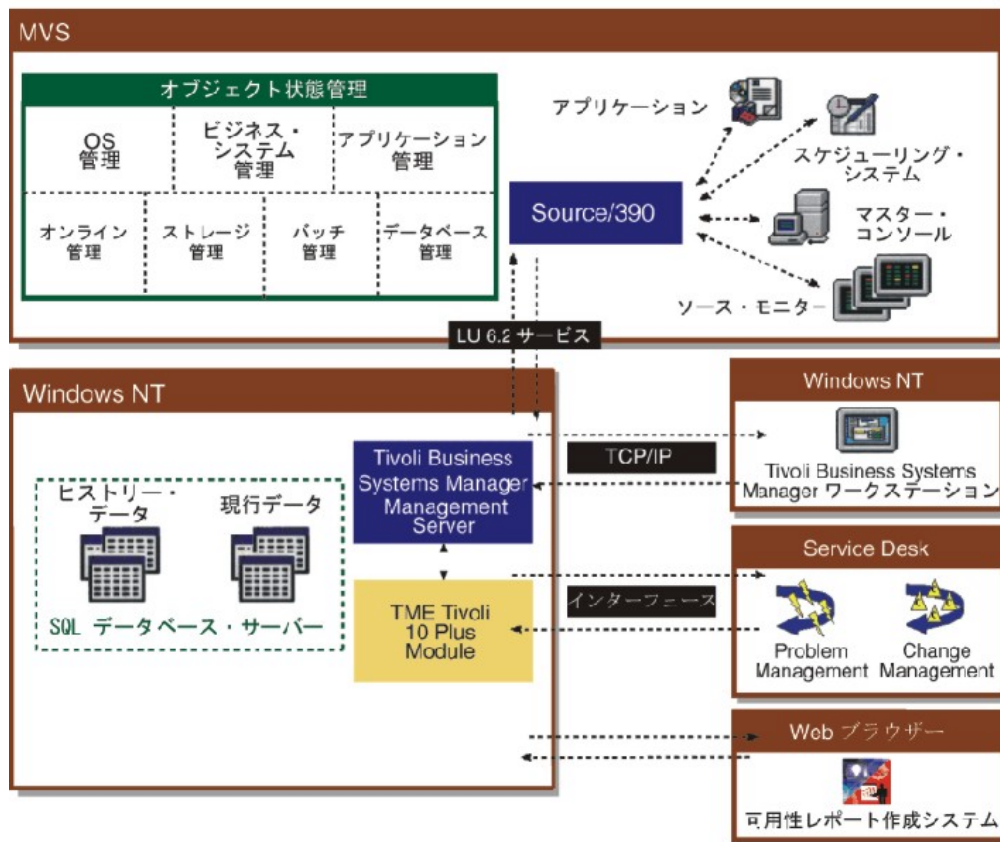 MVS
オブジェクト状態管理
OS
管理
ビジネス・
システム
管理
アプリケーション
管理
オンライン
管理
ストレージ
管理
バッチ
管理
データベース
管理
Source/390
アプリケーション
スケジューリング・
システム
マスター・
コンソール
ソース・モニター
LU 6.2 サービス
Windows NT
ヒストリー・
データ
現行データ
SQL データベース・サーバー
Tivoli Business
Systems Manager
Management
Server
TME Tivoli
10 Plus
Module
TCP/IP
インターフェース
Windows NT
Tivoli Business Systems
Manager ワークステーション
Service Desk
Problem
Management
Change
Management
Web ブラウザー
可用性レポート作成システム